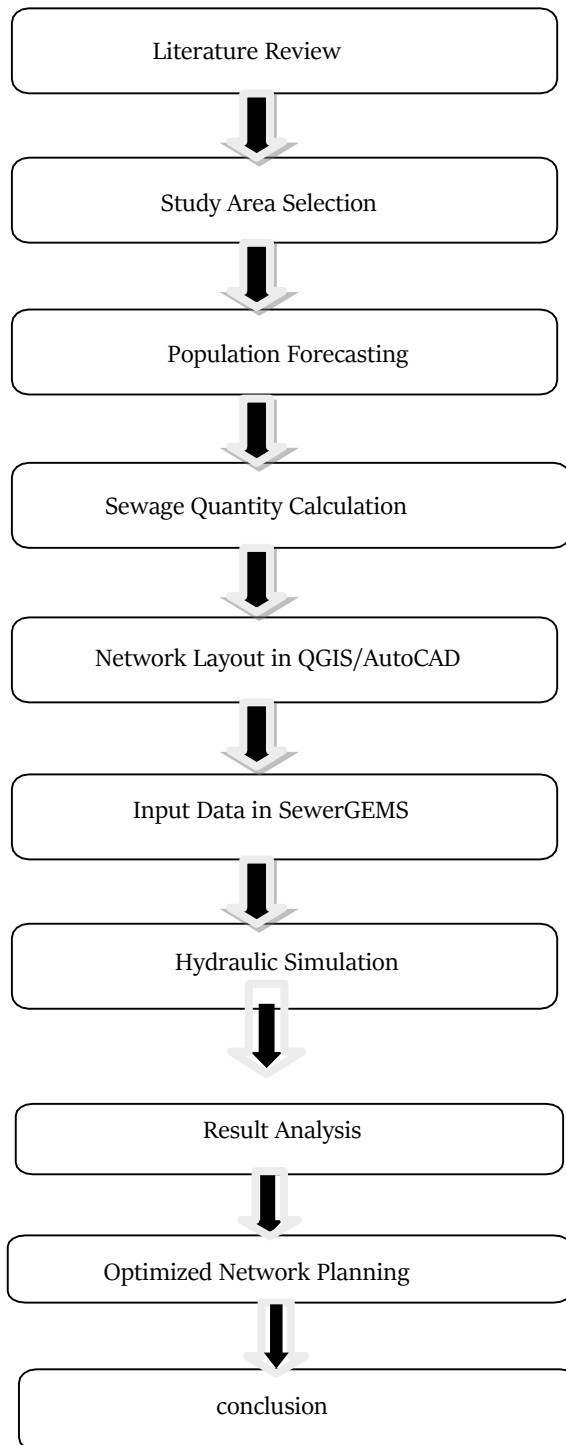 Literature Review
Study Area Selection
Population Forecasting
Sewage Quantity Calculation
Network Layout in QGIS/AutoCAD
Input Data in SewerGEMS
Hydraulic Simulation
Result Analysis
Optimized Network Planning
conclusion